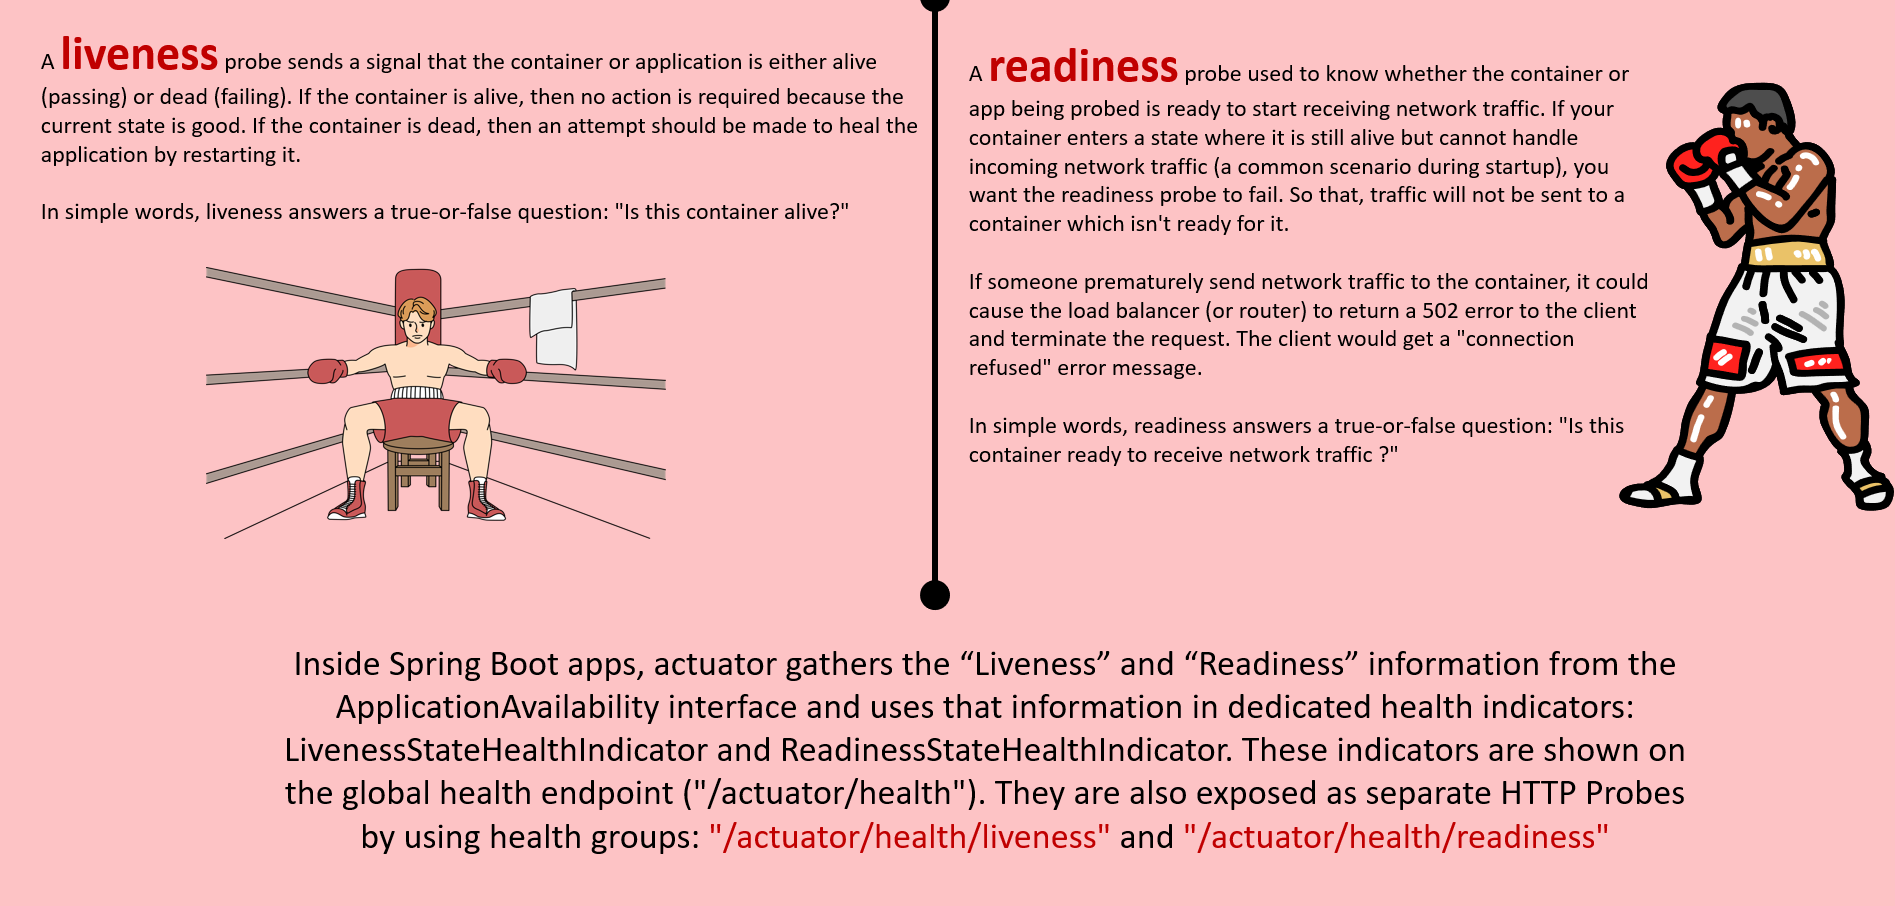 A liveness probe sends a signal that the container or application is either alive
(passing) or dead (failing). If the container is alive, then no action is required because the
current state is good. If the container is dead, then an attempt should be made to heal the
application by restarting it.
In simple words, liveness answers a true-or-false question: "Is this container alive?"
A readiness probe used to know whether the container or
app being probed is ready to start receiving network traffic. If your
container enters a state where it is still alive but cannot handle
incoming network traffic (a common scenario during startup), you
want the readiness probe to fail. So that, traffic will not be sent to a
container which isn't ready for it.
If someone prematurely send network traffic to the container, it could
cause the load balancer (or router) to return a 502 error to the client
and terminate the request. The client would get a "connection
refused" error message.
In simple words, readiness answers a true-or-false question: "Is this
container ready to receive network traffic ?"
Inside Spring Boot apps, actuator gathers the “Liveness” and “Readiness” information from the
ApplicationAvailability interface and uses that information in dedicated health indicators:
LivenessStateHealthIndicator and ReadinessStateHealthIndicator. These indicators are shown on
the global health endpoint ("/actuator/health"). They are also exposed as separate HTTP Probes
by using health groups: "/actuator/health/liveness" and "/actuator/health/readiness"